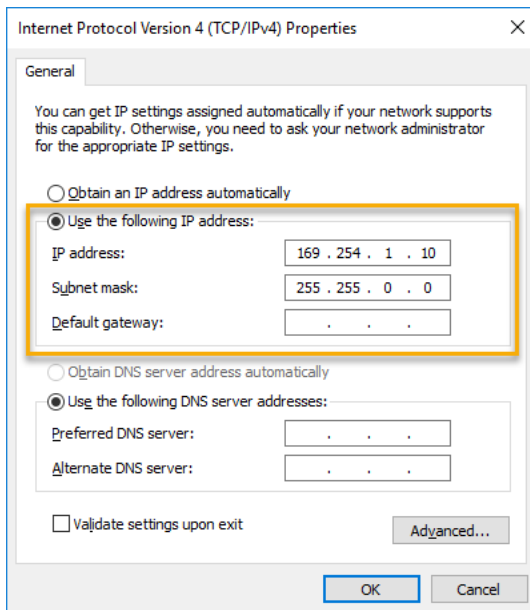 Internet Protocol Version 4 (TCP/IPv4) Properties
General
You can get IP settings assigned automatically if your network supports
this capability. Otherwise, you need to ask your network administrator
for the appropriate IP settings.
Obtain an IP address automatically
Use the following IP address:
IP address: 169 . 254 . 1 . 10
Subnet mask: 255 . 255 . 0 . 0
Default gateway: . . .
Obtain DNS server address automatically
Use the following DNS server addresses:
Preferred DNS server: . . .
Alternate DNS server: . . .
Validate settings upon exit
Advanced...
OK Cancel